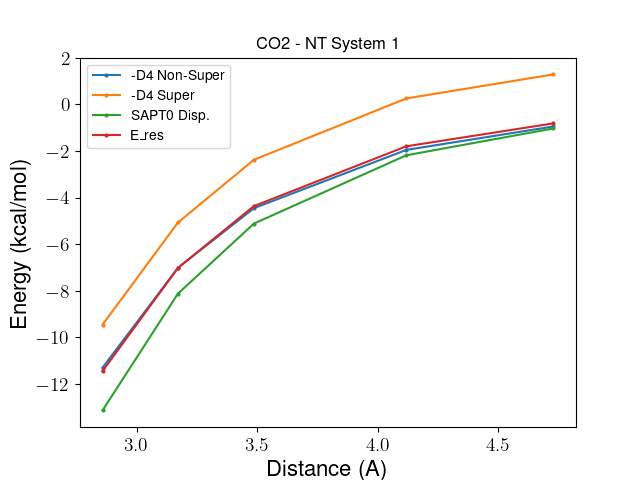 CO2 - NT System 1
-D4 Non-Super
-D4 Super
SAPT0 Disp.
E_res
Energy (kcal/mol)
2
0
−2
−4
−6
−8
−10
−12
3.0 3.5 4.0 4.5
Distance (A)